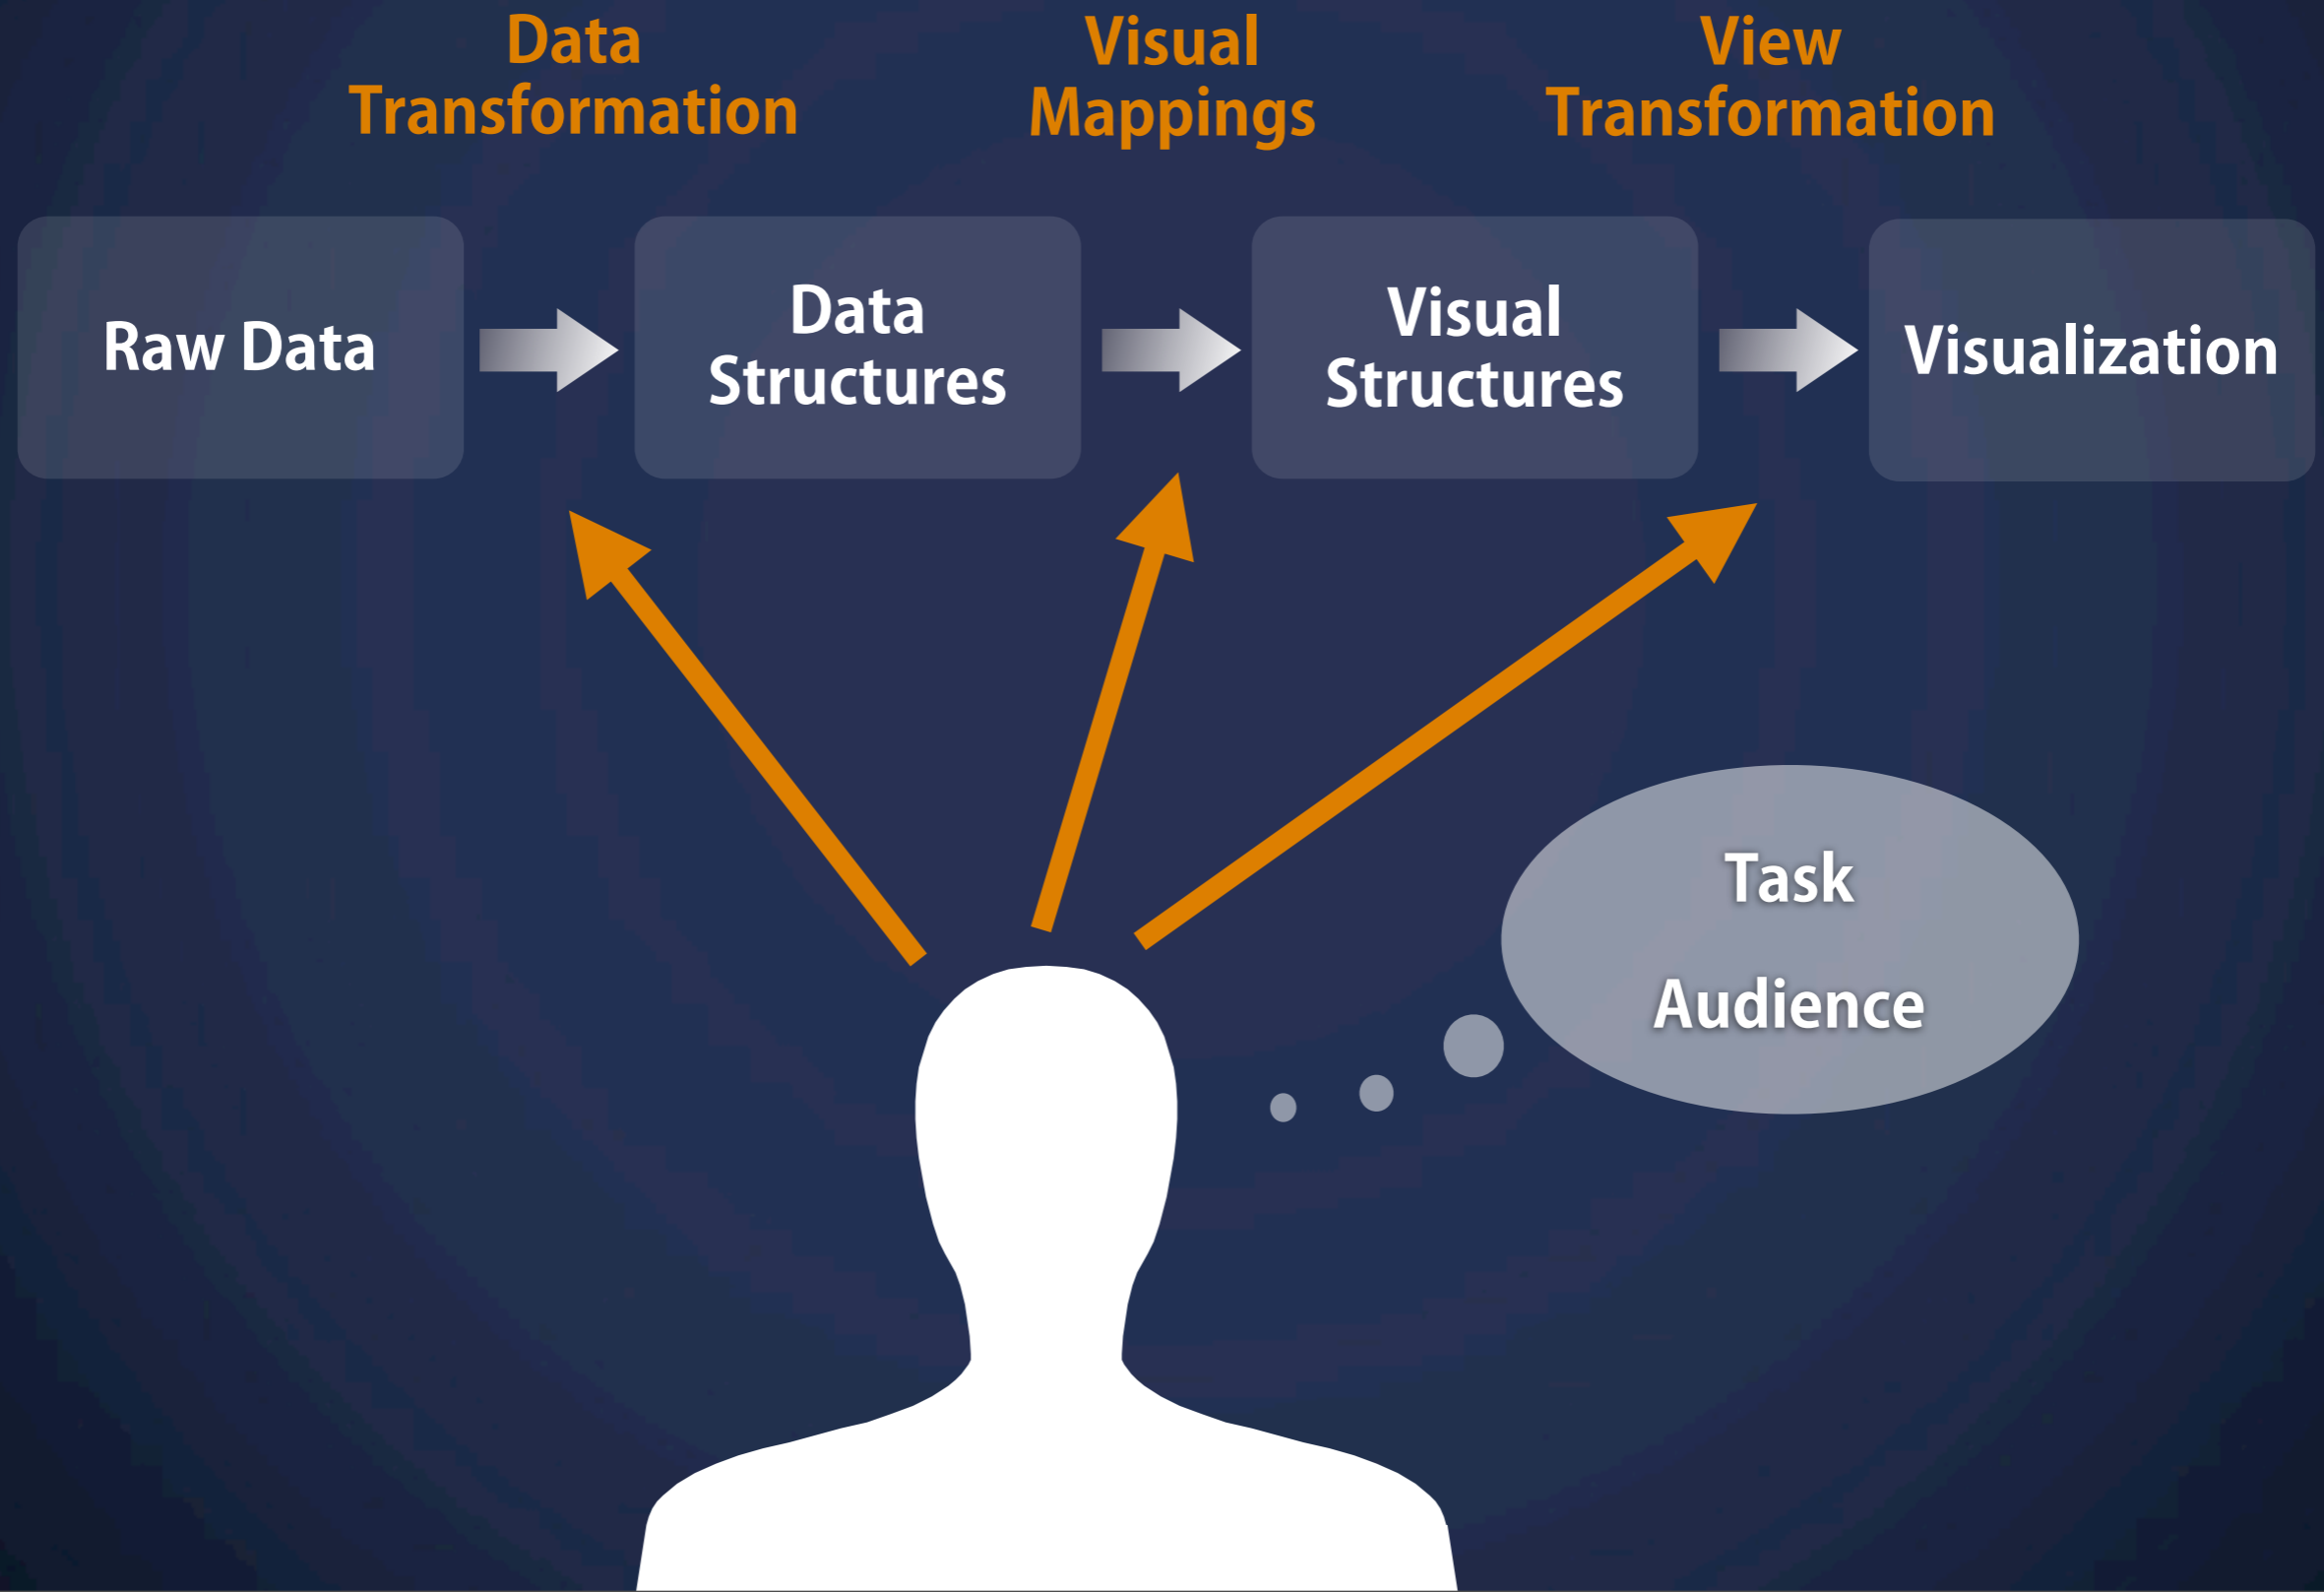 Data
Transformation
Visual
Mappings
View
Transformation
Raw Data
Data
Structures
Visual
Structures
Visualization
Task
Audience